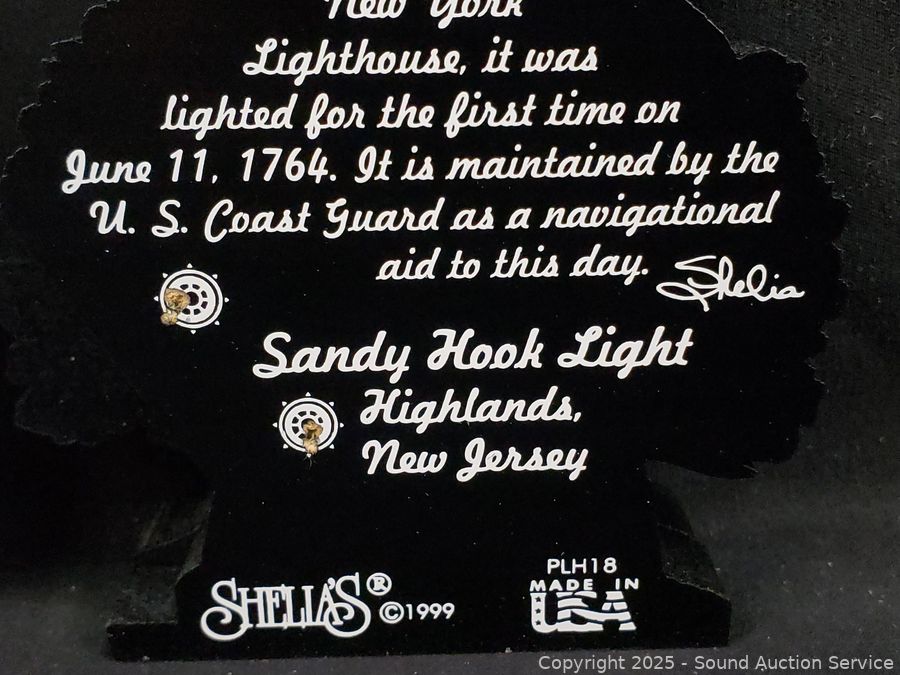 New York
Lighthouse, it was
lighted for the first time on
June 11, 1764. It is maintained by the
U. S. Coast Guard as a navigational
aid to this day.
Shelia
Sandy Hook Light
Highlands,
New Jersey
PLH18
MADE IN
USA
SHELIA'S® ©1999
Copyright 2025 - Sound Auction Service